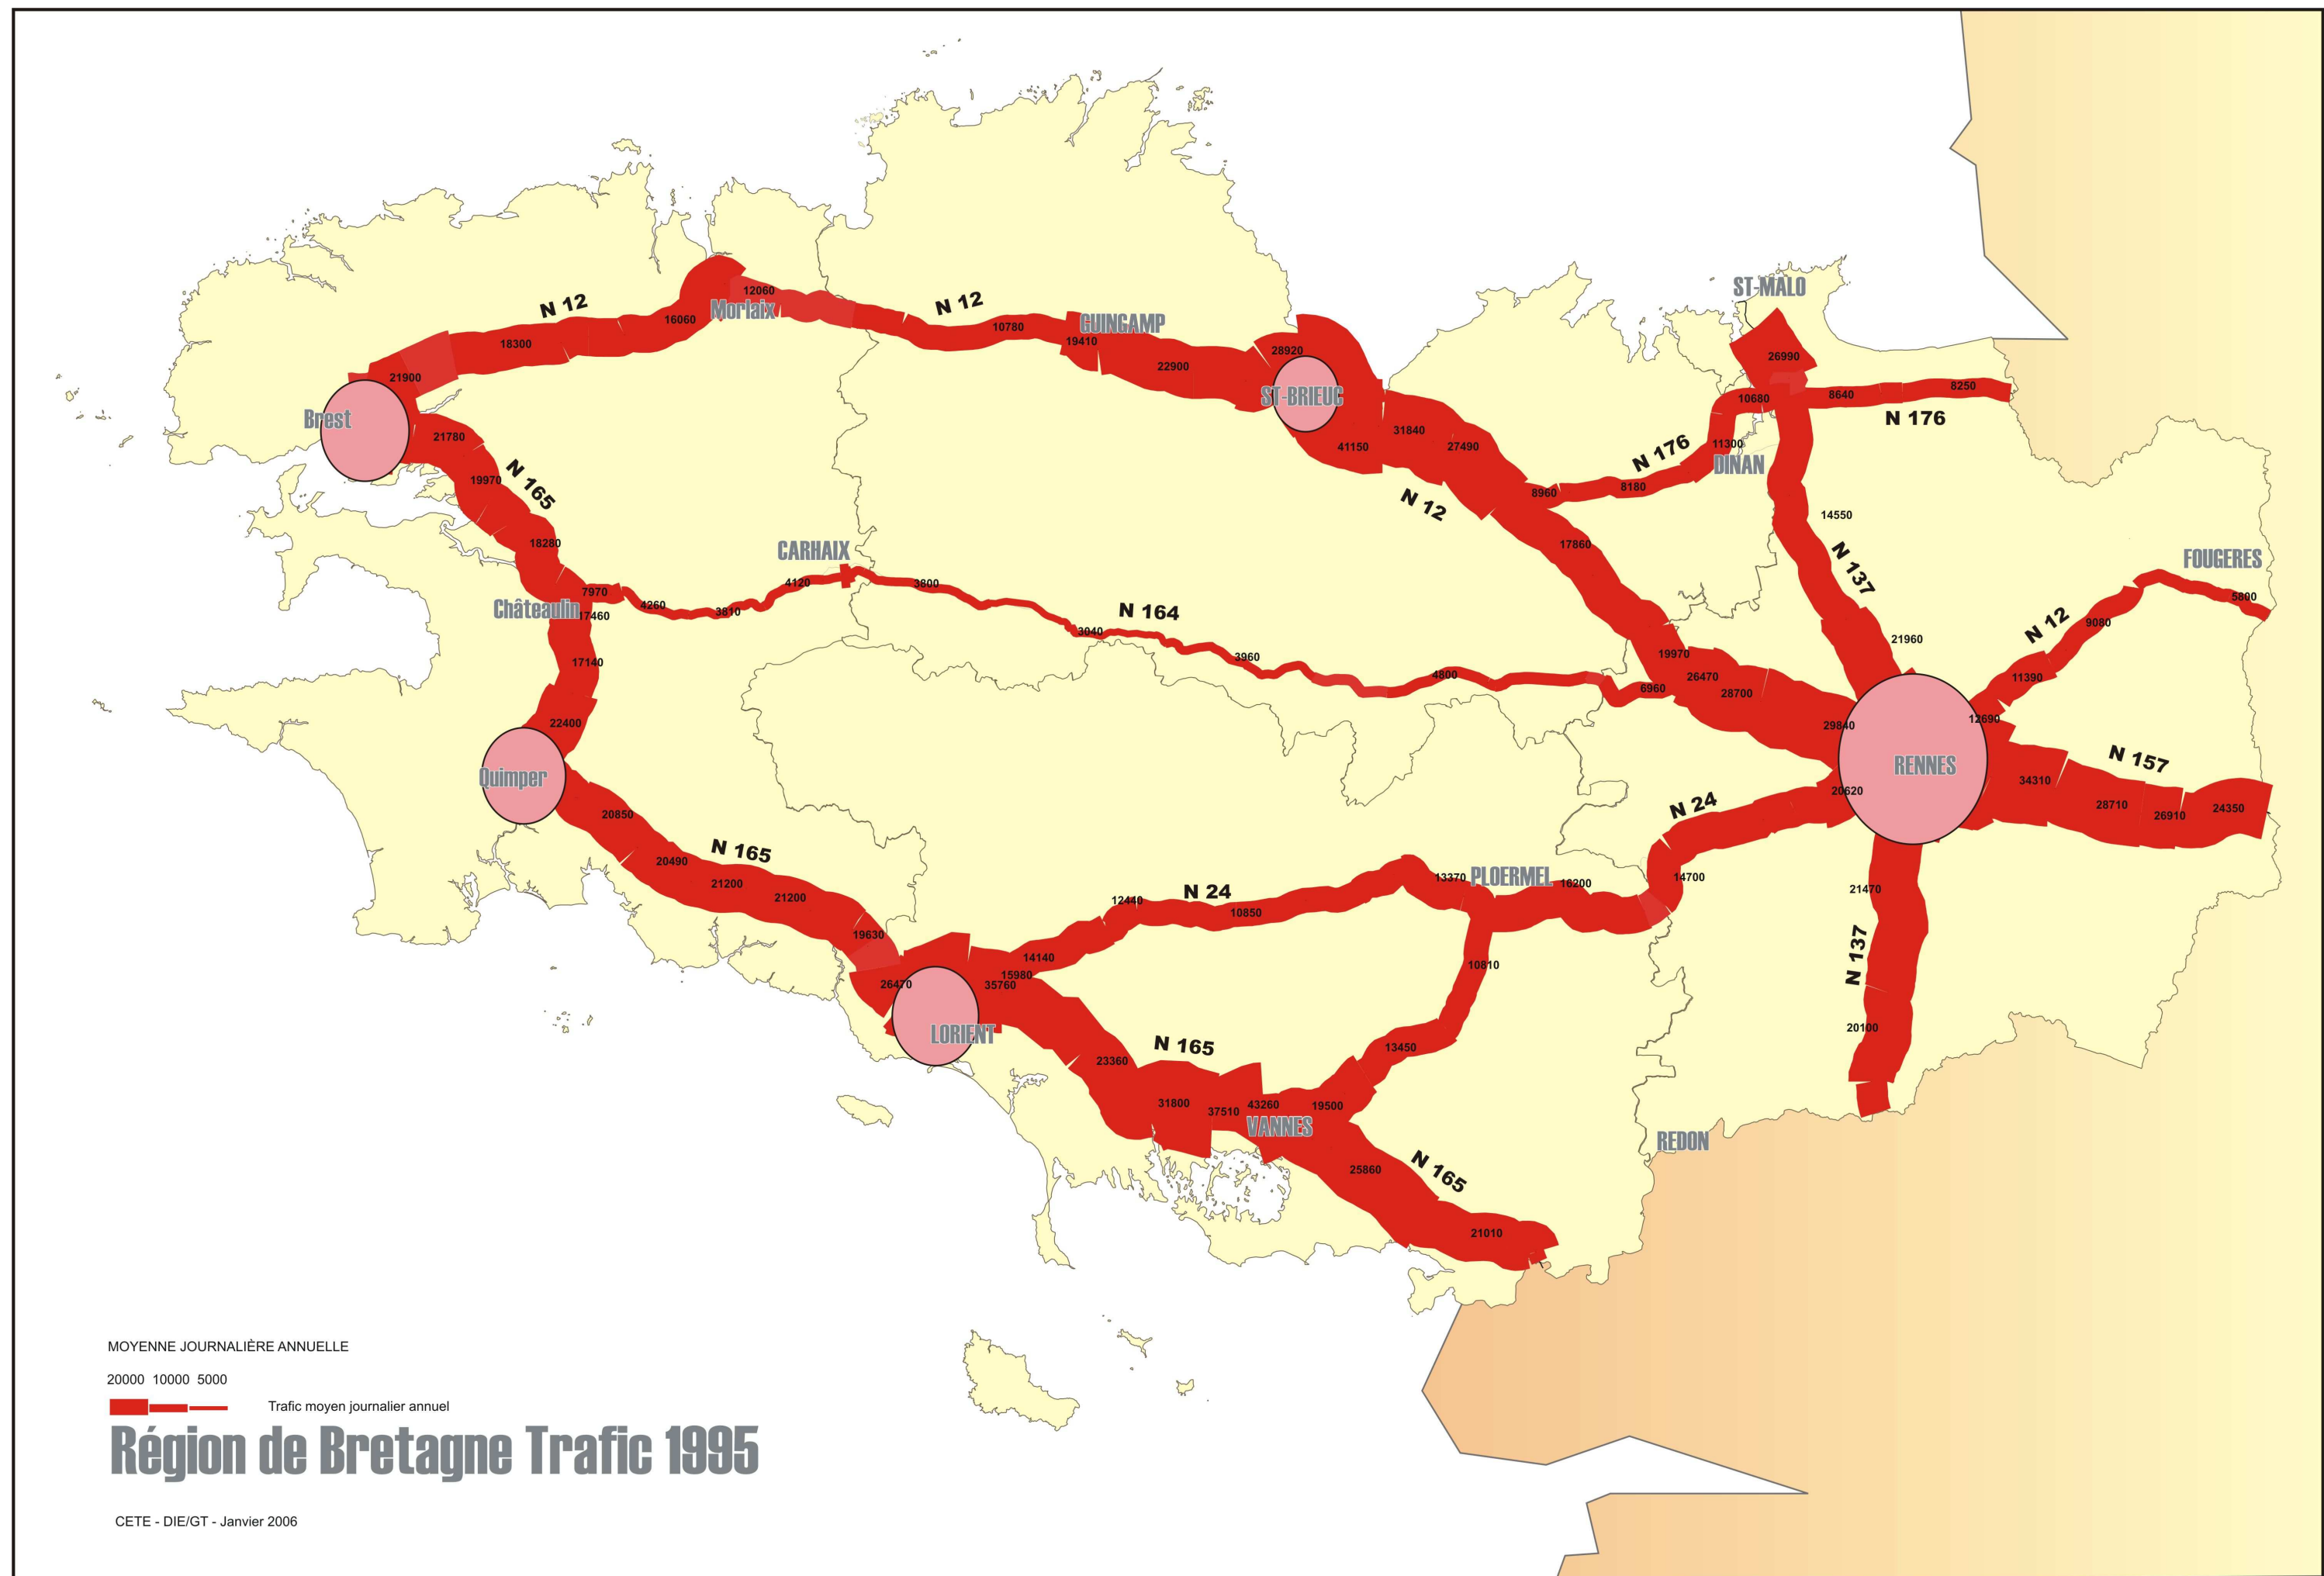 ST-MALO
12060
N 12
N 12
Morlaix
16060
10780
GUINGAMP
18300
19410
28920
26990
22900
21900
8250
8640
10680
ST-BRIEUC
N 176
Brest
31840
21780
41150
27490
11300
N 176
DINAN
19970
N 165
8180
8960
N 12
14550
18280
17860
CARHAIX
FOUGERES
N 137
4120
3800
7970
5800
4260
3810
Châteaulin
17460
N 164
9080
N 12
3040
21960
17140
3960
19970
4800
26470
11390
6960
28700
22400
12690
29840
N 157
RENNES
Quimper
34310
20620
N 24
28710
24350
20850
26910
N 165
20490
13370
PLOERMEL
14700
21200
16200
N 24
21470
21200
12440
10850
19630
N 137
14140
10810
15980
26470
35760
20100
LORIENT
N 165
13450
23360
31800
37510
43260
19500
VANNES
REDON
25860
N 165
21010
MOYENNE JOURNALIÈRE ANNUELLE
20000 10000 5000
Trafic moyen journalier annuel
Région de Bretagne Trafic 1995
CETE - DIE/GT - Janvier 2006